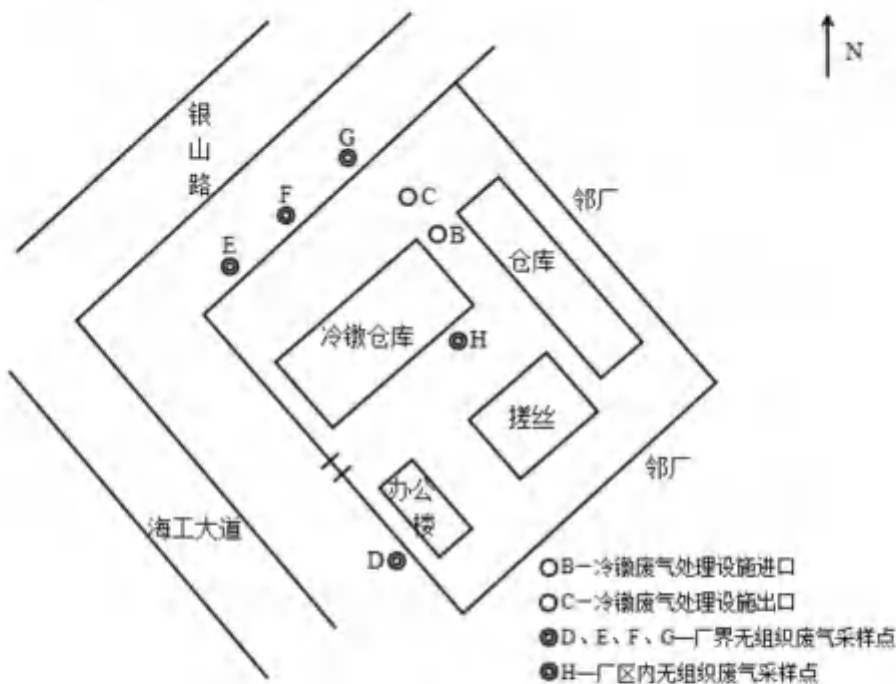 N
银山路
G
F
C
邻厂
B
E
仓库
冷镦仓库
H
搓丝
邻厂
办公楼
海工大道
D
B—冷镦废气处理设施进口
C—冷镦废气处理设施出口
D、E、F、G—厂界无组织废气采样点
H—厂区内无组织废气采样点